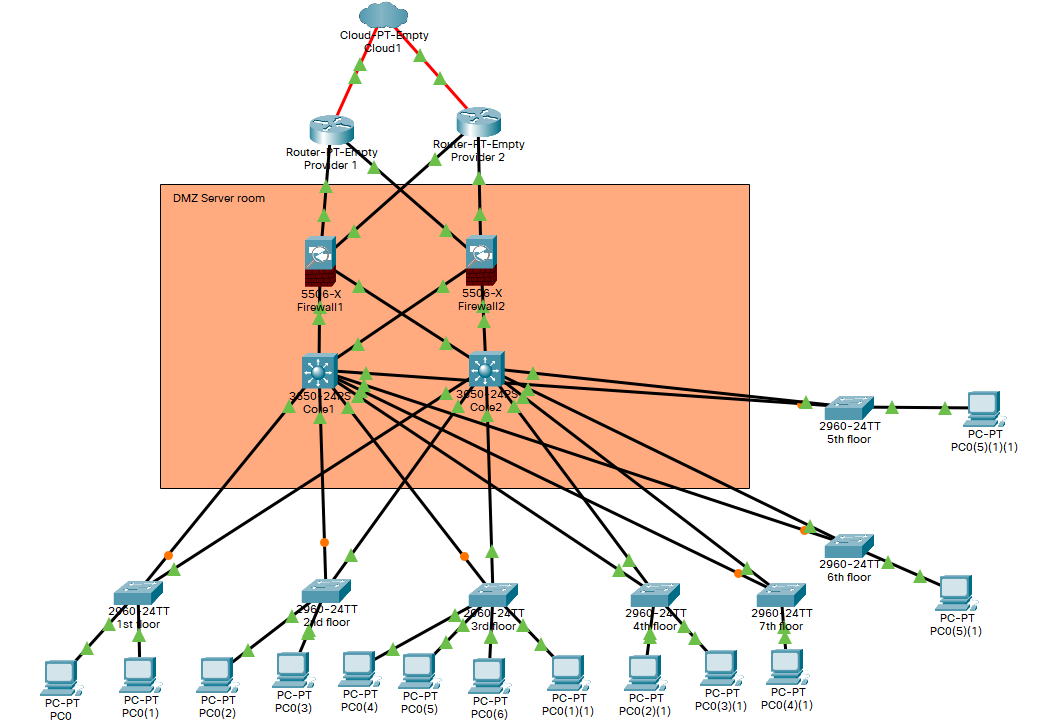 Cloud-PT-Empty
Cloud1
Router-PT-Empty
Provider 1
Router-PT-Empty
Provider 2
DMZ Server room
5506-X
Firewall1
5506-X
Firewall2
3650-24PS
Core1
3650-24PS
Core2
2960-24TT
5th floor
PC-PT
PC0(5)(1)(1)
2960-24TT
6th floor
PC-PT
PC0(5)(1)
2960-24TT
1st floor
2960-24TT
2nd floor
2960-24TT
3rd floor
2960-24TT
4th floor
2960-24TT
7th floor
PC-PT
PC0
PC-PT
PC0(1)
PC-PT
PC0(2)
PC-PT
PC0(3)
PC-PT
PC0(4)
PC-PT
PC0(5)
PC-PT
PC0(6)
PC-PT
PC0(1)(1)
PC-PT
PC0(2)(1)
PC-PT
PC0(3)(1)
PC-PT
PC0(4)(1)